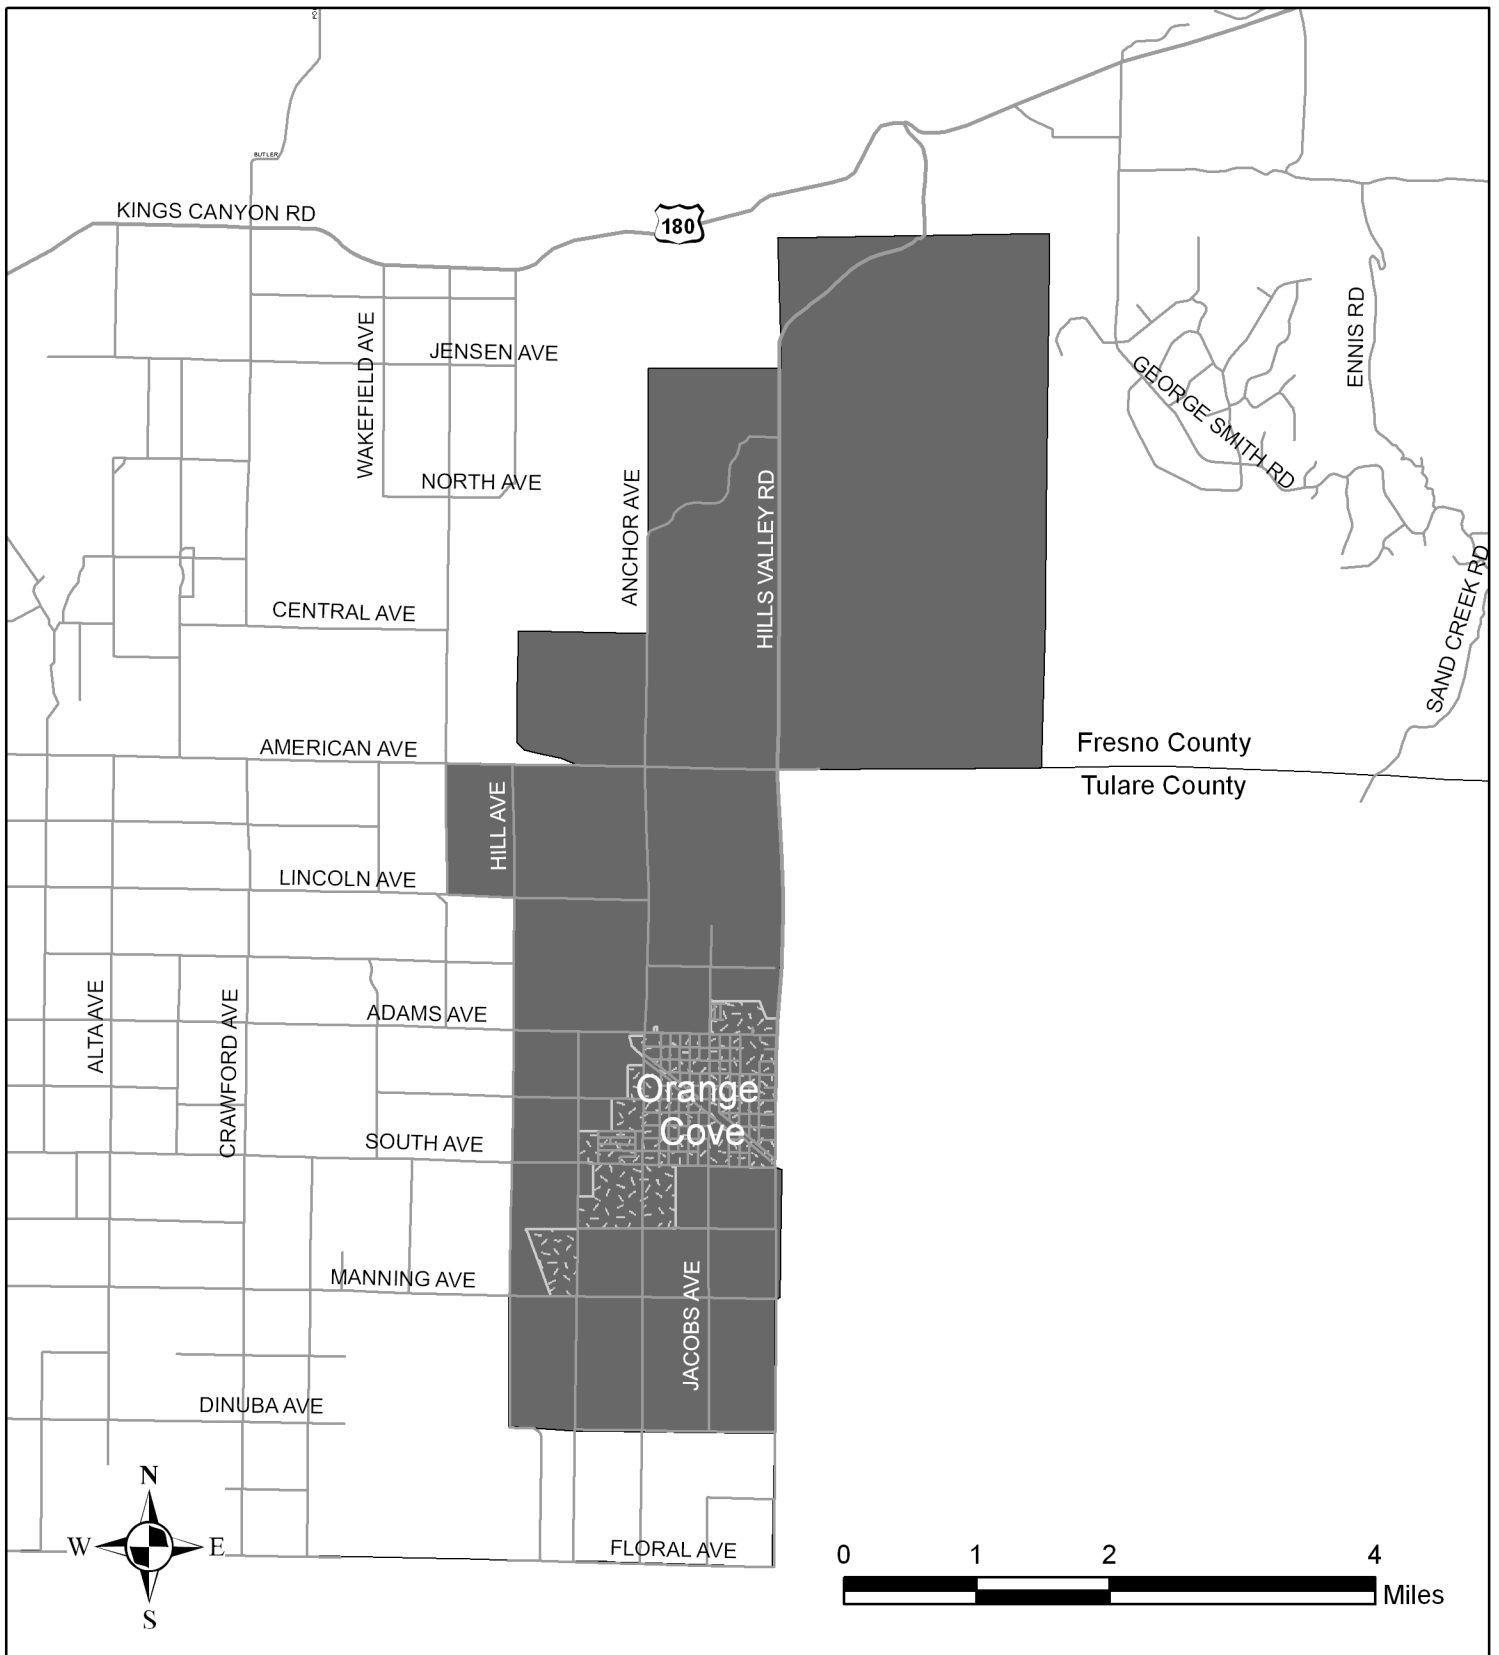 BUTLER
KINGS CANYON RD
180
WAKEFIELD AVE
JENSEN AVE
ENNIS RD
GEORGE SMITH RD
NORTH AVE
ANCHOR AVE
HILLS VALLEY RD
SAND CREEK RD
CENTRAL AVE
AMERICAN AVE
Fresno County
Tulare County
HILL AVE
LINCOLN AVE
ALTA AVE
CRAWFORD AVE
ADAMS AVE
Orange
Cove
SOUTH AVE
MANNING AVE
JACOBS AVE
DINUBA AVE
N
W
E
S
FLORAL AVE
0 1 2 4
Miles